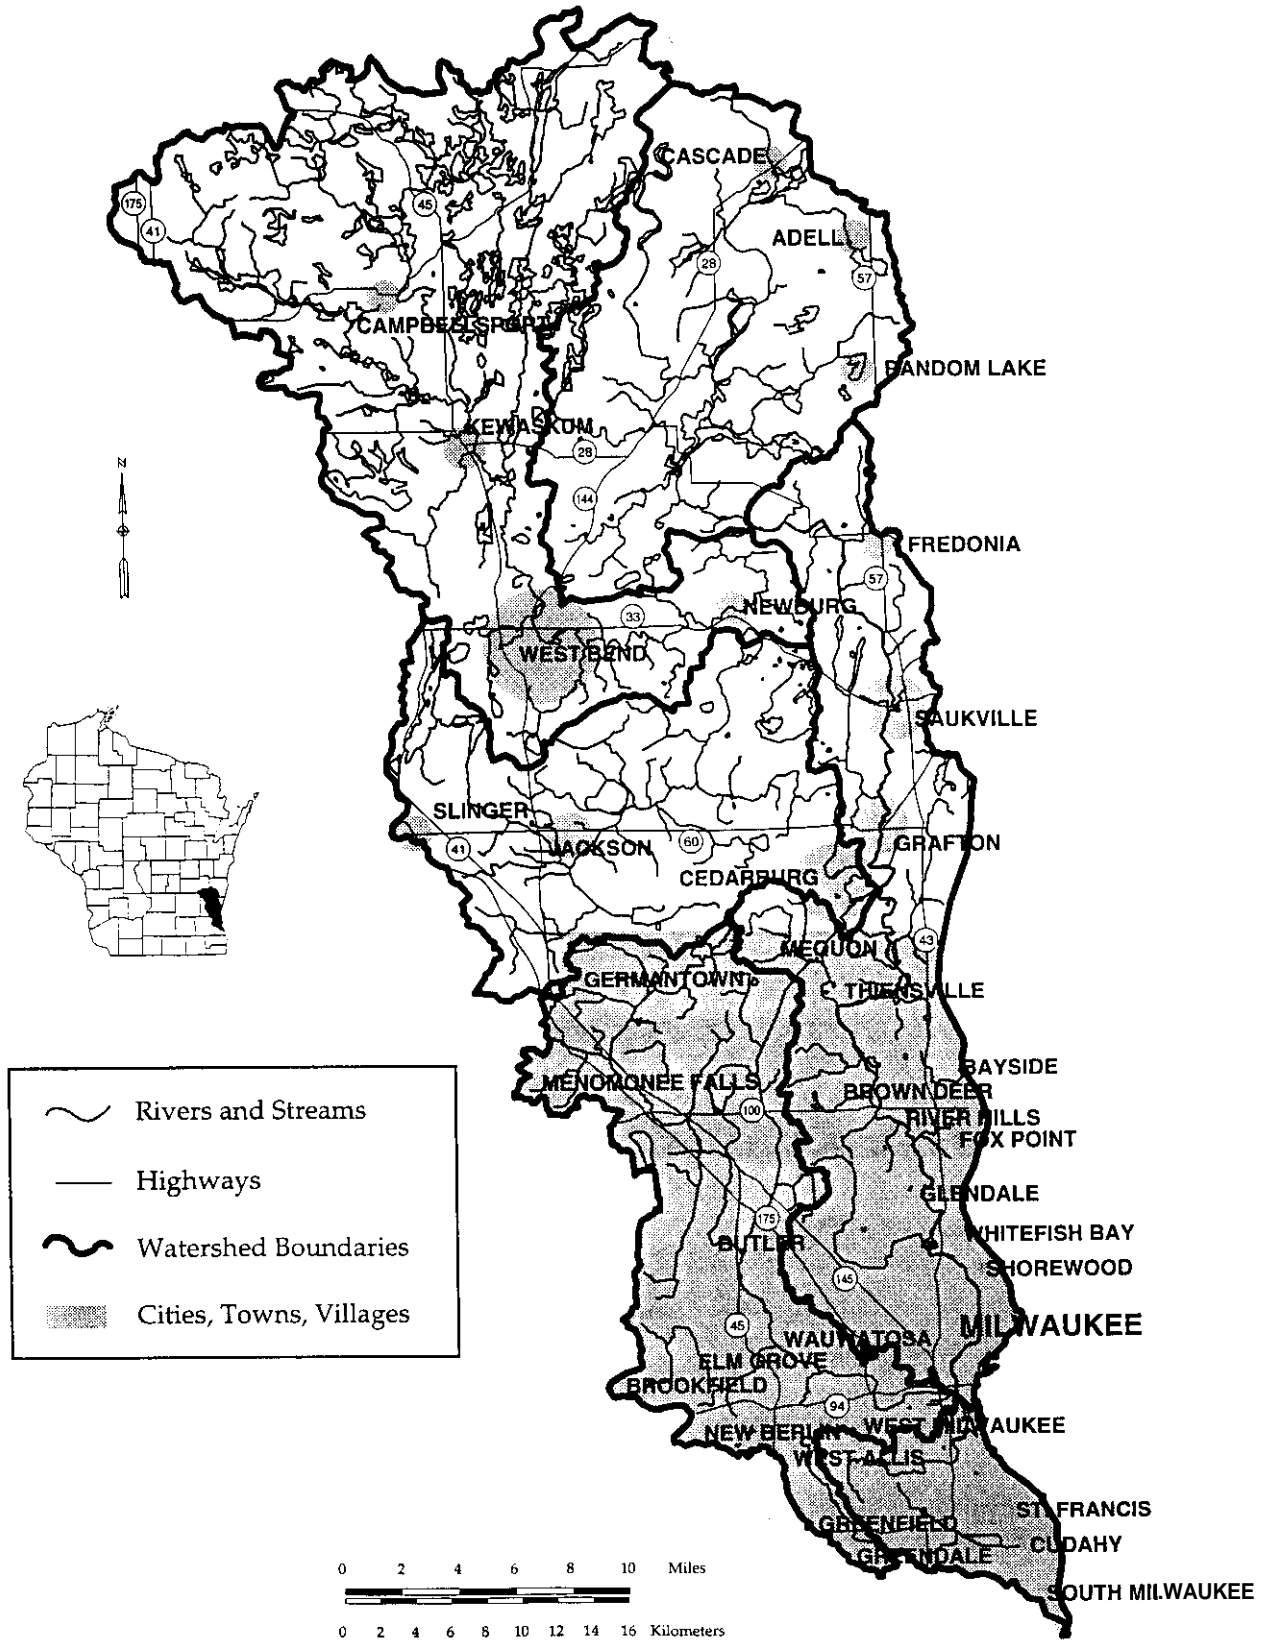 CASCADE
175
45
41
ADELL
28
57
CAMPBELLSPORT
RANDOM LAKE
KEWASKUM
28
N
144
FREDONIA
57
NEWBURG
33
WEST BEND
SAUKVILLE
SLINGER
GRAFTON
41
JACKSON
60
CEDARBURG
MEQUON
43
GERMANTOWN
THIENSVILLE
BAYSIDE
MENOMONEE FALLS
BROWN DEER
Rivers and Streams
100
RIVER HILLS
FOX POINT
Highways
GLENDALE
175
WHITEFISH BAY
BUTLER
Watershed Boundaries
SHOREWOOD
145
Cities, Towns, Villages
45
MILWAUKEE
WAUWATOSA
ELM GROVE
BROOKFIELD
94
NEW BERLIN
WEST MILWAUKEE
WEST ALLIS
ST. FRANCIS
GREENFIELD
CUDAHY
GREENDALE
0 2 4 6 8 10 Miles
SOUTH MILWAUKEE
0 2 4 6 8 10 12 14 16 Kilometers